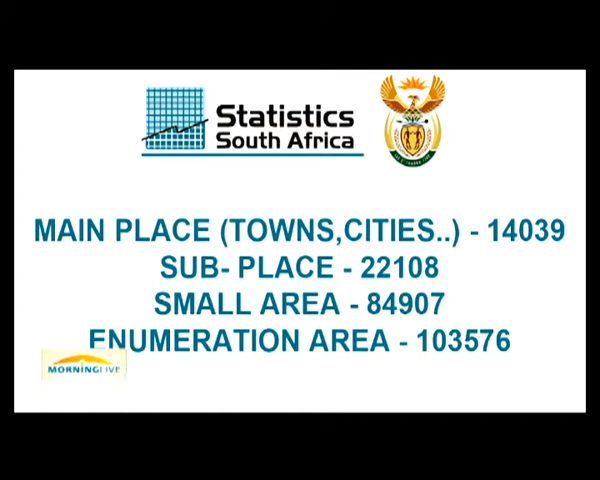 Statistics
South Africa
MAIN PLACE (TOWNS,CITIES..) - 14039
SUB- PLACE - 22108
SMALL AREA - 84907
ENUMERATION AREA - 103576
MORNINGLIVE